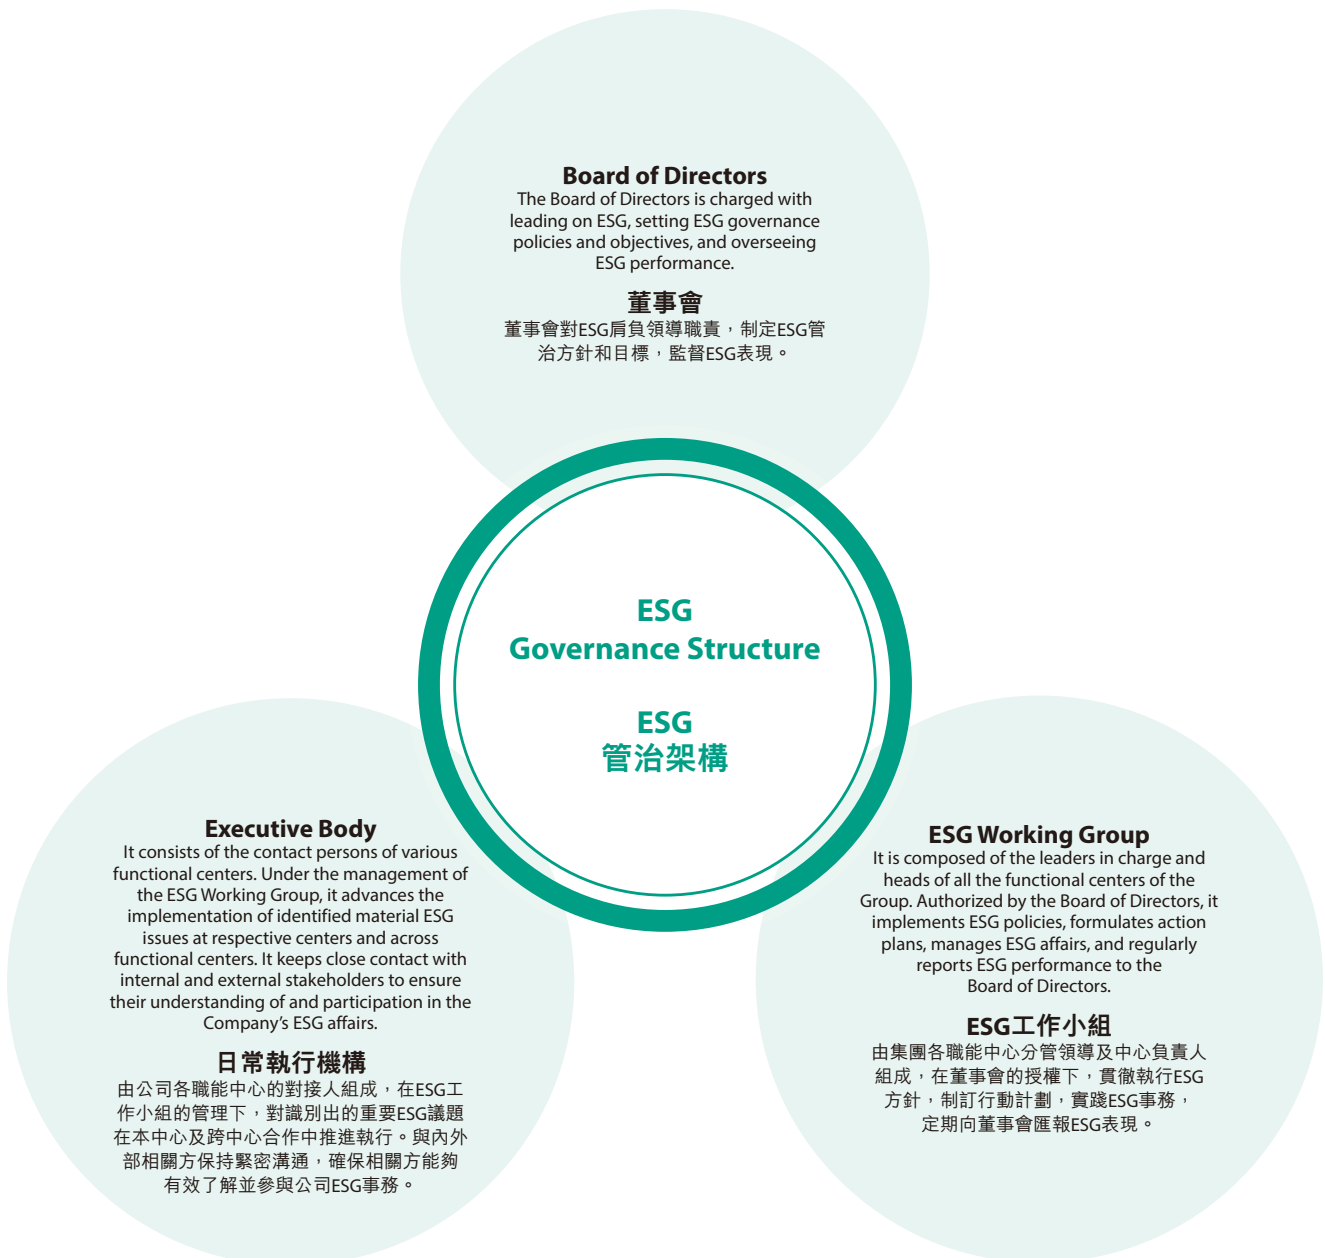 Board of Directors
The Board of Directors is charged with
leading on ESG, setting ESG governance
policies and objectives, and overseeing
ESG performance.
董事會
董事會對ESG肩負領導職責，制定ESG管
治方針和目標，監督ESG表現。
ESG
Governance Structure
ESG
管治架構
Executive Body
It consists of the contact persons of various
functional centers. Under the management of
the ESG Working Group, it advances the
implementation of identified material ESG
issues at respective centers and across
functional centers. It keeps close contact with
internal and external stakeholders to ensure
their understanding of and participation in the
Company’s ESG affairs.
日常執行機構
由公司各職能中心的對接人組成，在ESG工
作小組的管理下，對識別出的重要ESG議題
在本中心及跨中心合作中推進執行。與內外
部相關方保持緊密溝通，確保相關方能夠
有效了解並參與公司ESG事務。
ESG Working Group
It is composed of the leaders in charge and
heads of all the functional centers of the
Group. Authorized by the Board of Directors, it
implements ESG policies, formulates action
plans, manages ESG affairs, and regularly
reports ESG performance to the
Board of Directors.
ESG工作小組
由集團各職能中心分管領導及中心負責人
組成，在董事會的授權下，貫徹執行ESG
方針，制訂行動計劃，實踐ESG事務，
定期向董事會匯報ESG表現。